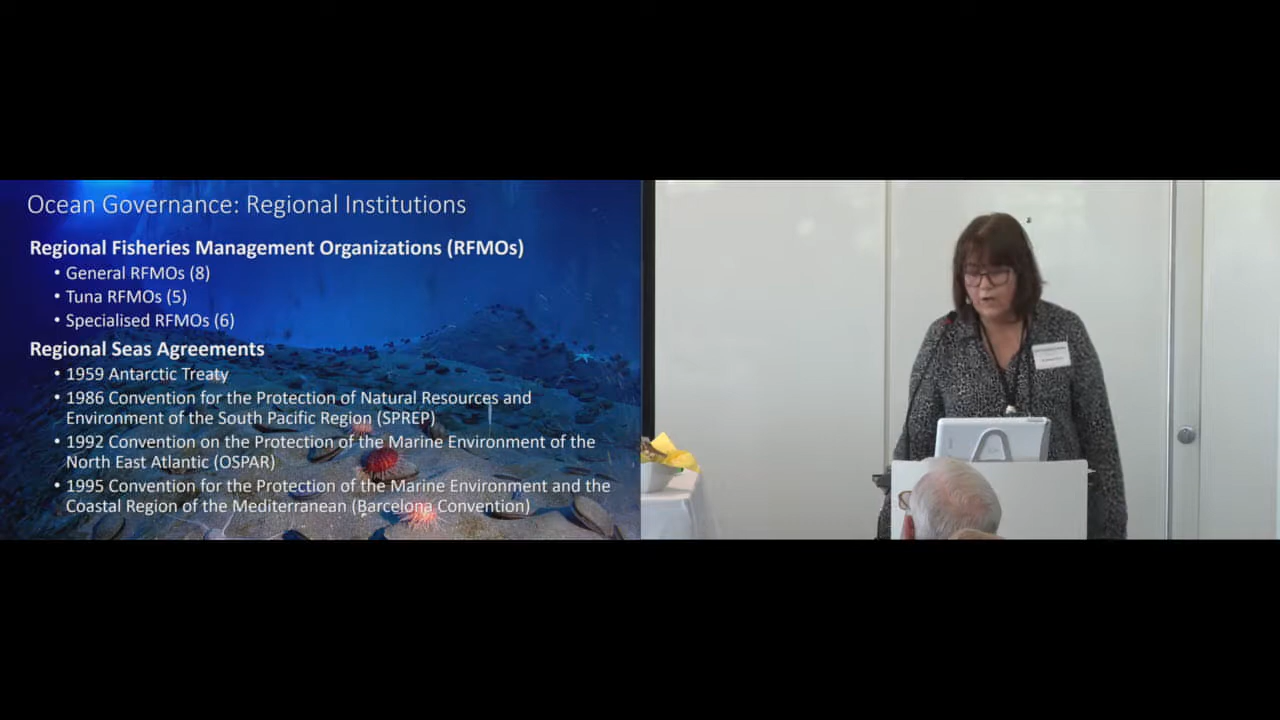 Ocean Governance: Regional Institutions
Regional Fisheries Management Organizations (RFMOs)
• General RFMOs (8)
• Tuna RFMOs (5)
• Specialised RFMOs (6)
Regional Seas Agreements
• 1959 Antarctic Treaty
• 1986 Convention for the Protection of Natural Resources and
Environment of the South Pacific Region (SPREP)
• 1992 Convention on the Protection of the Marine Environment of the
North East Atlantic (OSPAR)
• 1995 Convention for the Protection of the Marine Environment and the
Coastal Region of the Mediterranean (Barcelona Convention)